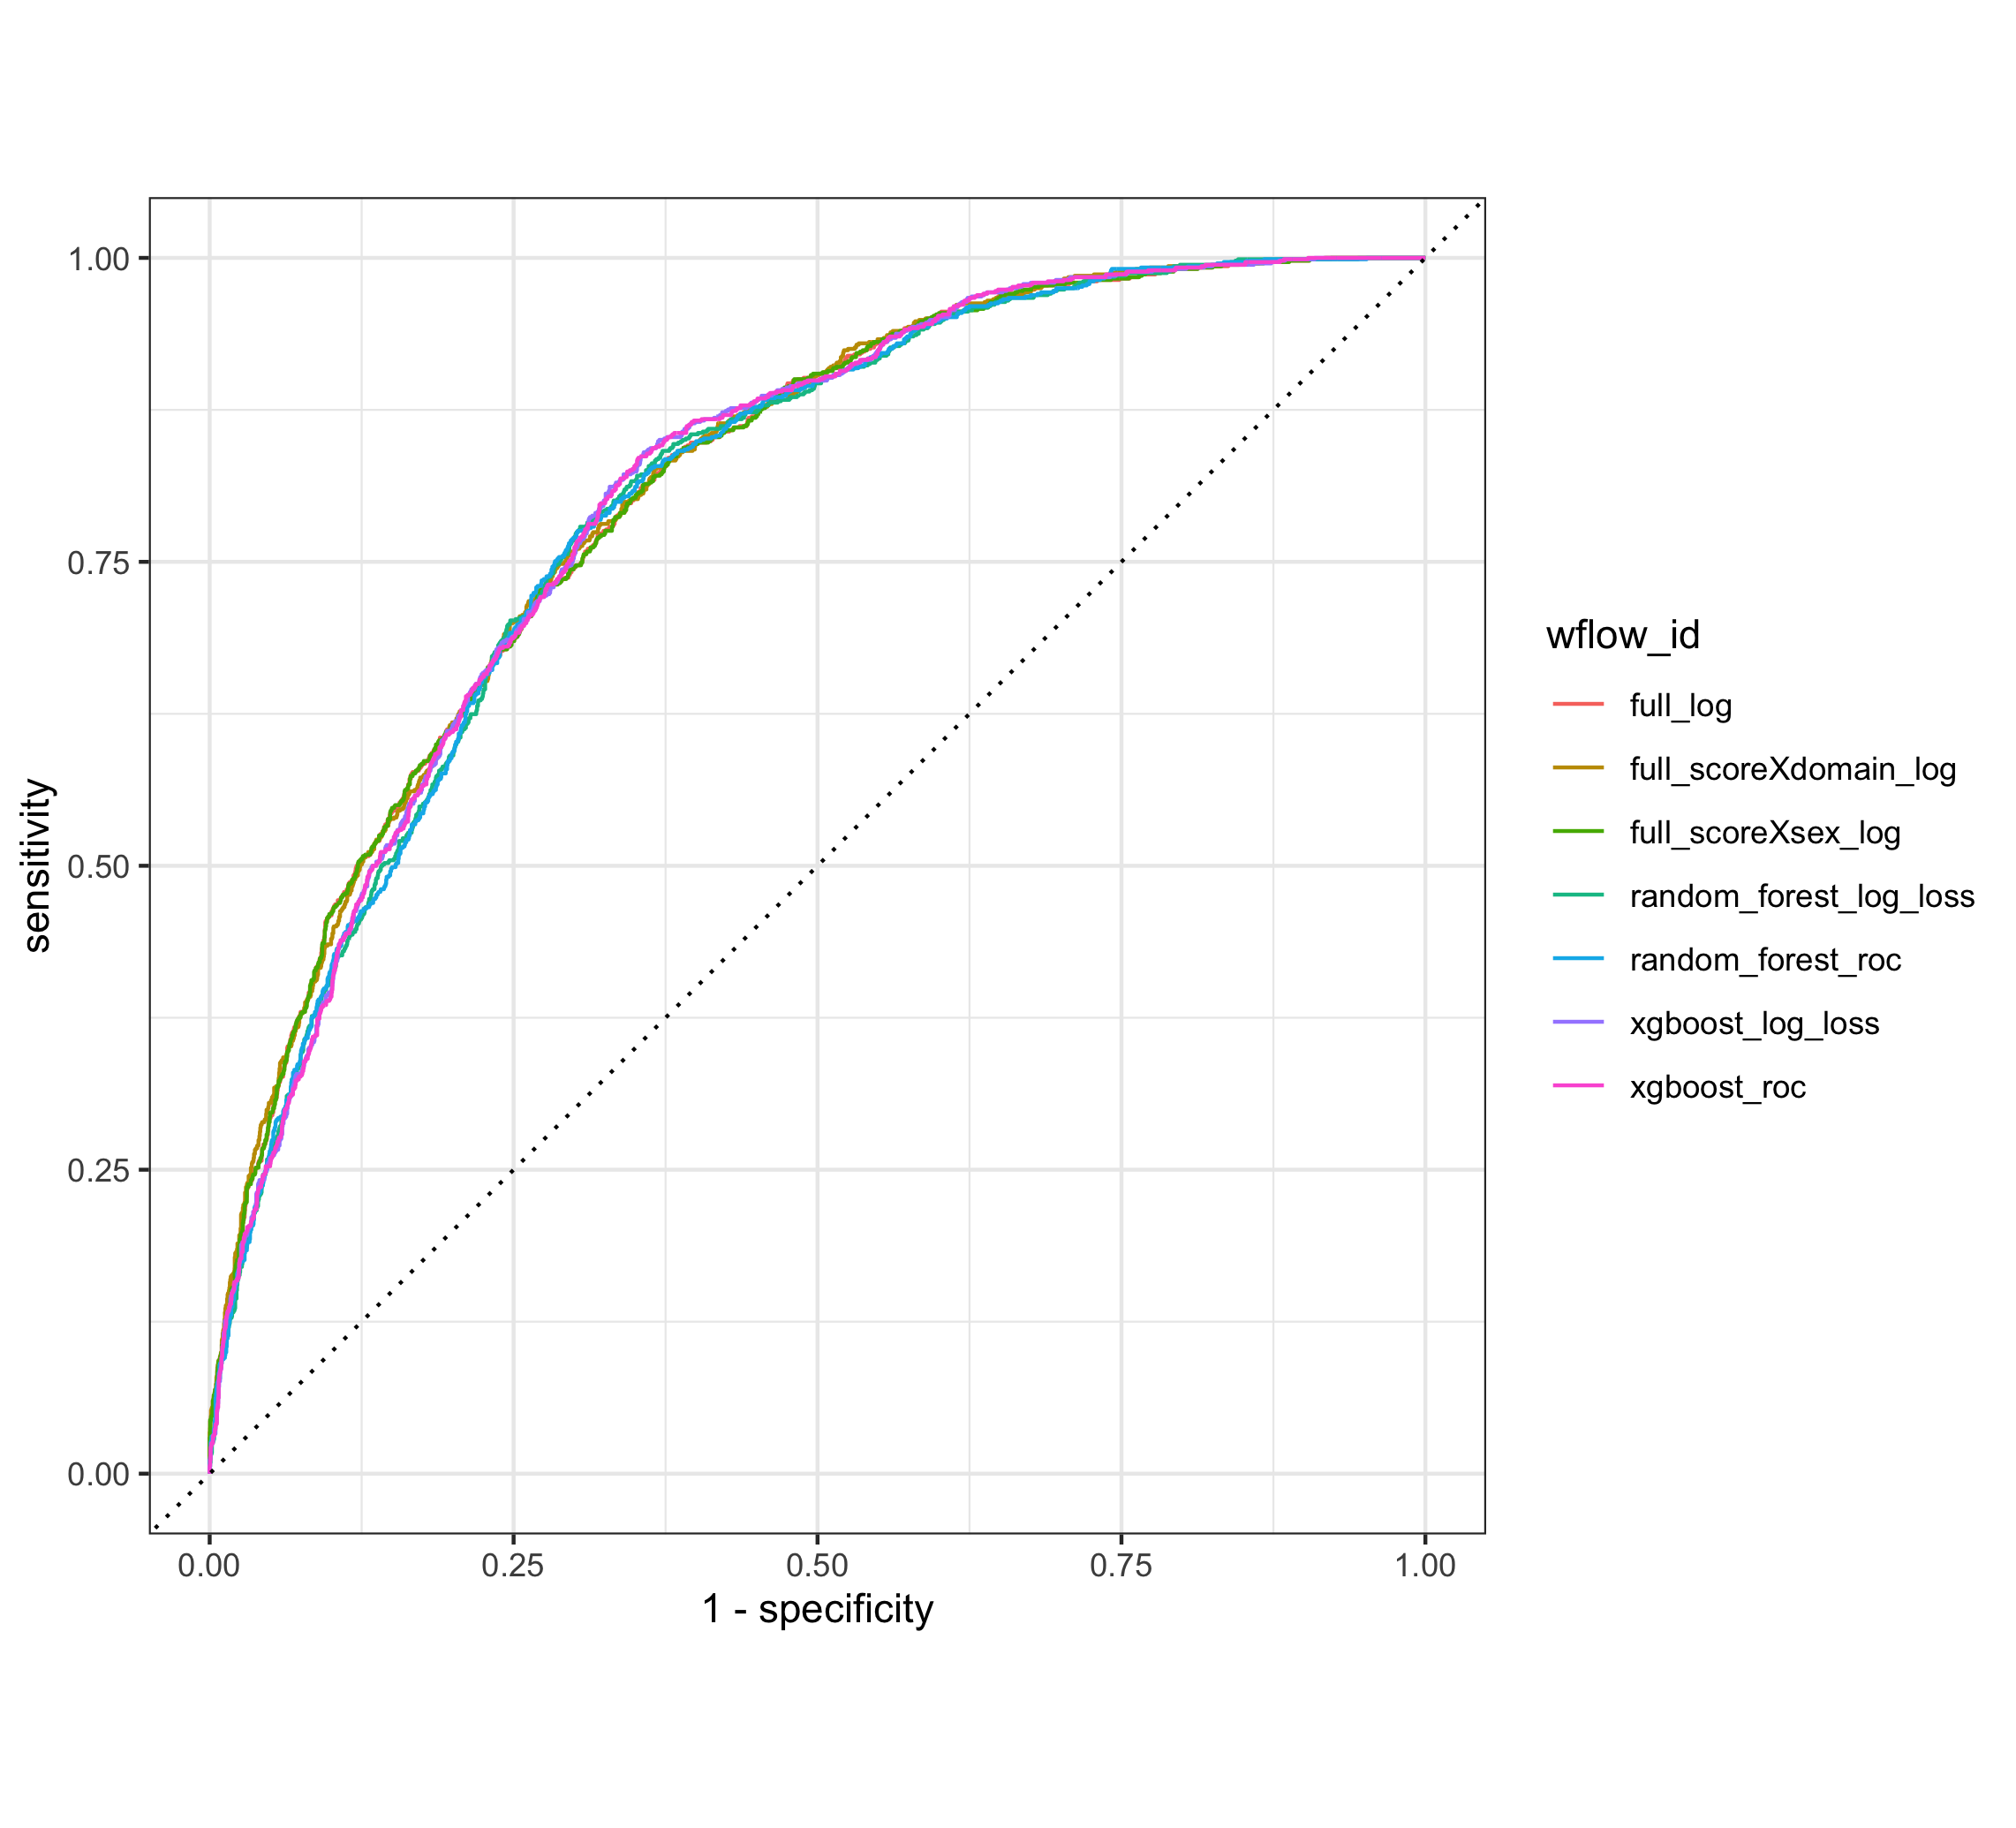 sensitivity
1.00
0.75
0.50
0.25
0.00
0.00 0.25 0.50 0.75 1.00
1 - specificity
wflow_id
full_log
full_scoreXdomain_log
full_scoreXsex_log
random_forest_log_loss
random_forest_roc
xgboost_log_loss
xgboost_roc